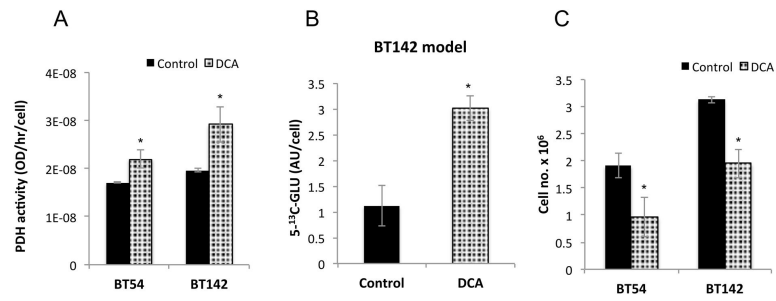 A
Control DCA
PDH activity (OD/hr/cell)
4E-08
3E-08
2E-08
1E-08
0
*
*
BT54 BT142
B
BT142 model
5-¹³C-GLU (AU/cell)
3.5
3
2.5
2
1.5
1
0.5
0
*
Control DCA
C
Control DCA
Cell no. x 10⁶
3.5
3
2.5
2
1.5
1
0.5
0
*
*
BT54 BT142